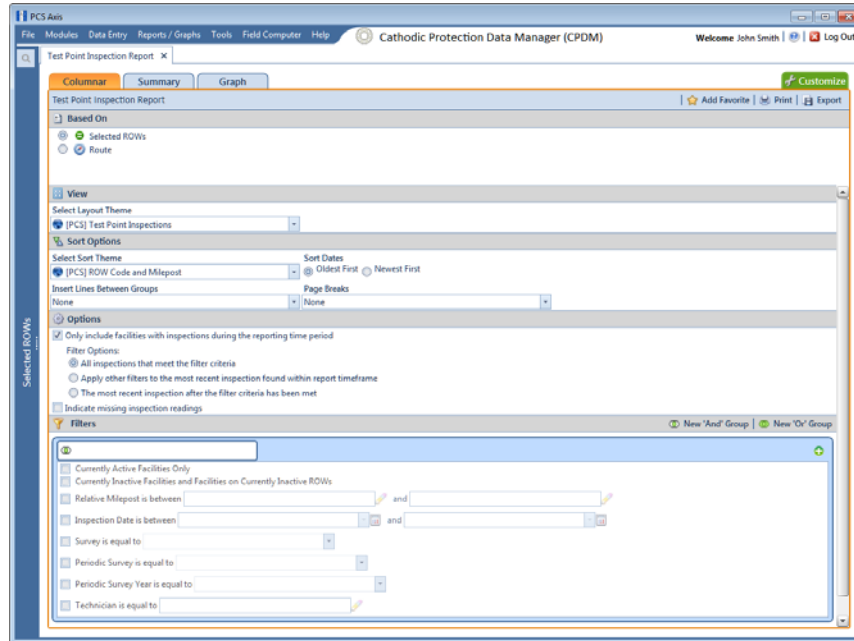 PCS Axis
File Modules Data Entry Reports / Graphs Tools Field Computer Help Cathodic Protection Data Manager (CPDM) Welcome John Smith | | Log Out
Test Point Inspection Report X
Columnar Summary Graph Customize
Test Point Inspection Report | Add Favorite | Print | Export
Based On
Selected ROWs
Route
View
Select Layout Theme
[PCS] Test Point Inspections
Sort Options
Select Sort Theme Sort Dates
[PCS] ROW Code and Milepost Oldest First Newest First
Insert Lines Between Groups Page Breaks
None None
Options
Only include facilities with inspections during the reporting time period
Filter Options:
All inspections that meet the filter criteria
Apply other filters to the most recent inspection found within report timeframe
The most recent inspection after the filter criteria has been met
Indicate missing inspection readings
Filters New 'And' Group | New 'Or' Group
Currently Active Facilities Only
Currently Inactive Facilities and Facilities on Currently Inactive ROWs
Relative Milepost is between and
Inspection Date is between and
Survey is equal to
Periodic Survey is equal to
Periodic Survey Year is equal to
Technician is equal to
Selected ROWs